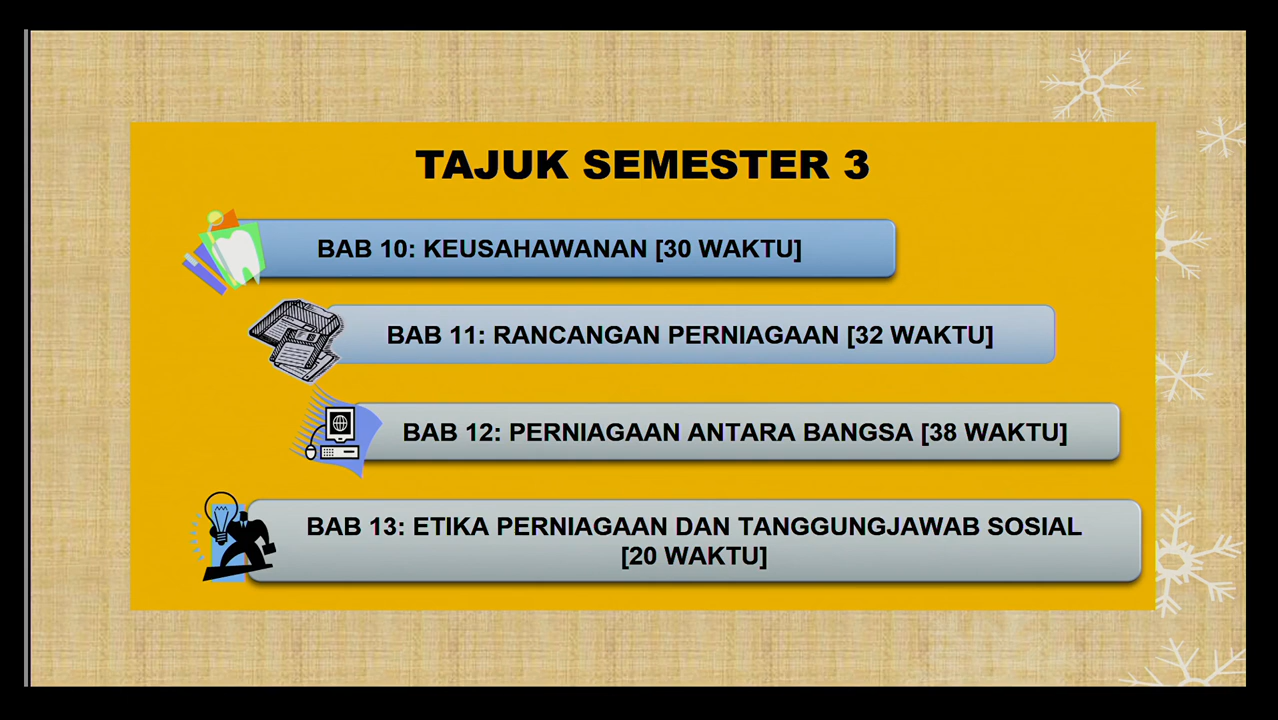 TAJUK SEMESTER 3
BAB 10: KEUSAHAWANAN [30 WAKTU]
BAB 11: RANCANGAN PERNIAGAAN [32 WAKTU]
BAB 12: PERNIAGAAN ANTARA BANGSA [38 WAKTU]
BAB 13: ETIKA PERNIAGAAN DAN TANGGUNGJAWAB SOSIAL
[20 WAKTU]